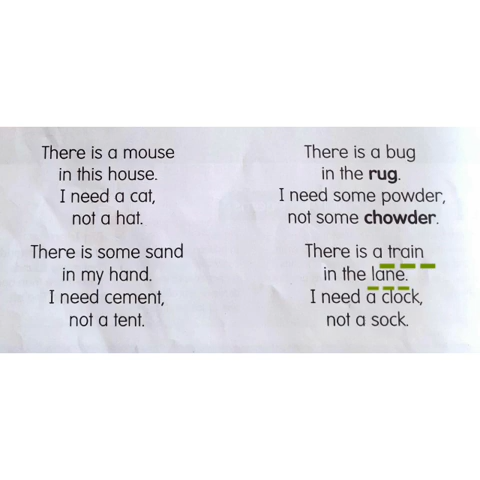 There is a mouse
in this house.
I need a cat,
not a hat.
There is some sand
in my hand.
I need cement,
not a tent.
There is a bug
in the rug.
I need some powder,
not some chowder.
There is a train
in the lane.
I need a clock,
not a sock.